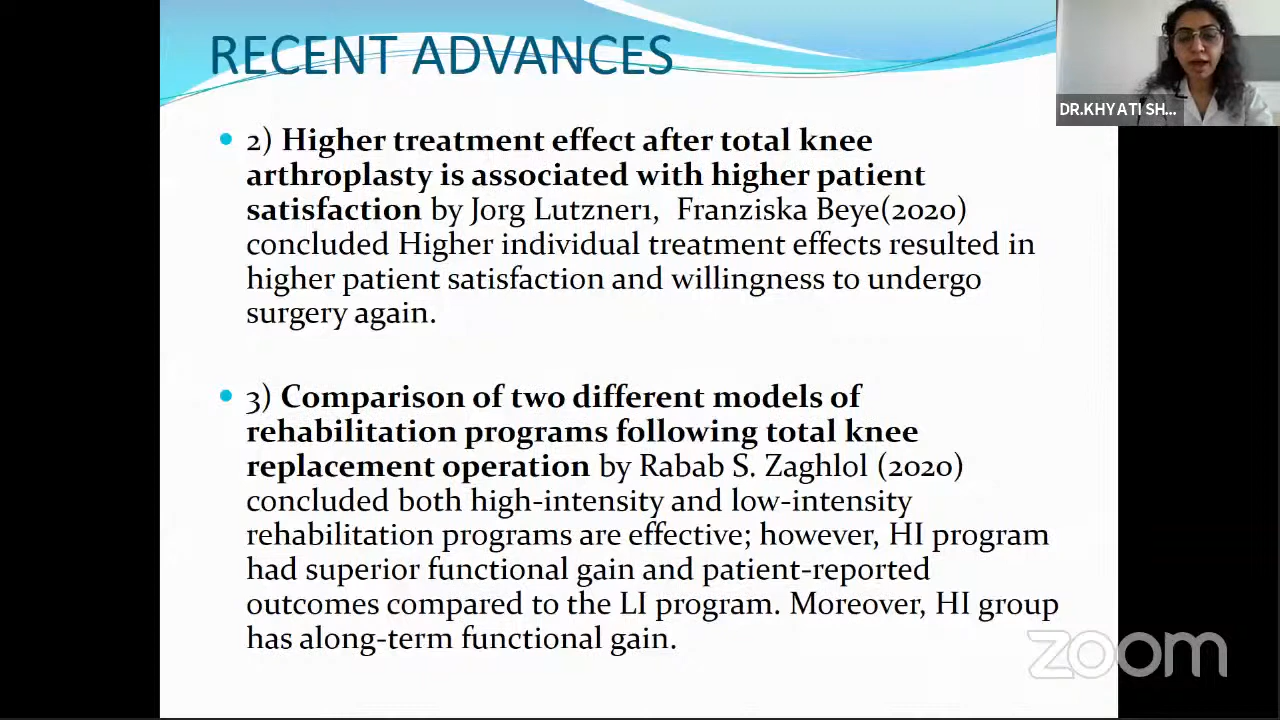 RECENT ADVANCES
DR.KHYATI SH...
• 2) Higher treatment effect after total knee
arthroplasty is associated with higher patient
satisfaction by Jorg Lutzner1, Franziska Beye(2020)
concluded Higher individual treatment effects resulted in
higher patient satisfaction and willingness to undergo
surgery again.
• 3) Comparison of two different models of
rehabilitation programs following total knee
replacement operation by Rabab S. Zaghlol (2020)
concluded both high-intensity and low-intensity
rehabilitation programs are effective; however, HI program
had superior functional gain and patient-reported
outcomes compared to the LI program. Moreover, HI group
has along-term functional gain.
zoom